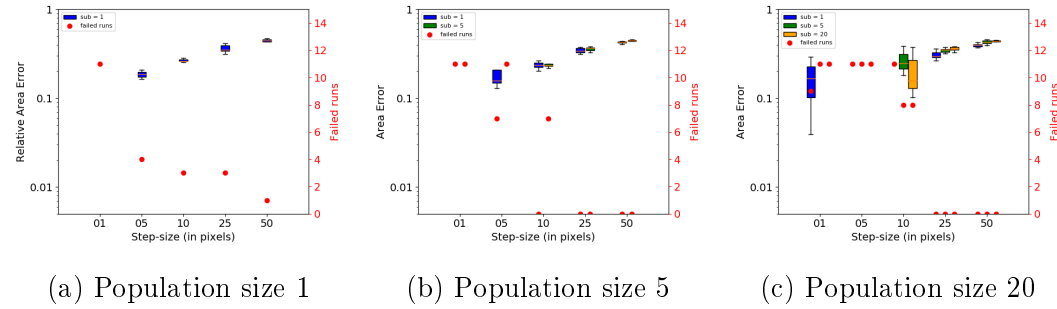 1
0.1
0.01
Relative Area Error
sub = 1
failed runs
14
12
10
8
6
4
2
0
Failed runs
01 05 10 25 50
Step-size (in pixels)
(a) Population size 1
1
0.1
0.01
Area Error
sub = 1
sub = 5
failed runs
14
12
10
8
6
4
2
0
Failed runs
01 05 10 25 50
Step-size (in pixels)
(b) Population size 5
1
0.1
0.01
Area Error
sub = 1
sub = 5
sub = 20
failed runs
14
12
10
8
6
4
2
0
Failed runs
01 05 10 25 50
Step-size (in pixels)
(c) Population size 20